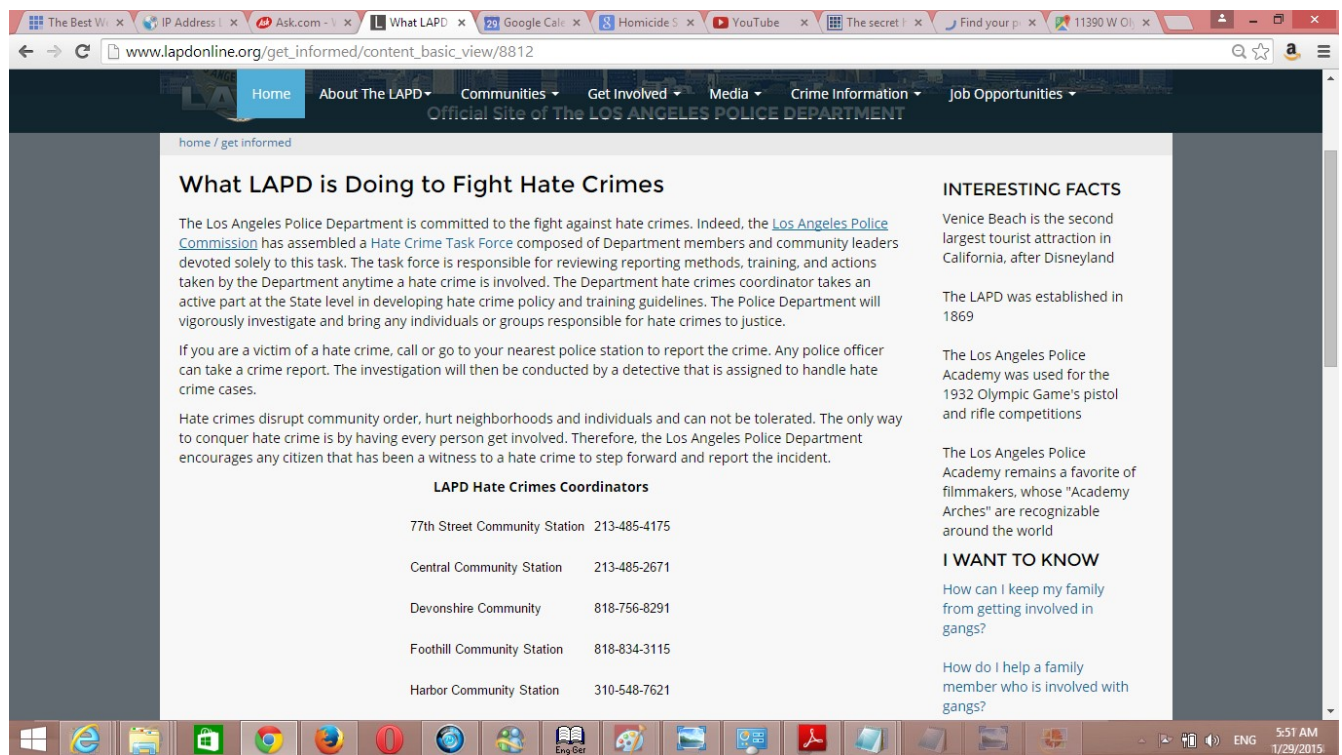 The Best We
IP Address L
Ask.com - W
What LAPD
Google Cale
Homicide S
YouTube
The secret h
Find your p
11390 W Ol
www.lapdonline.org/get_informed/content_basic_view/8812
Home About The LAPD Communities Get Involved Media Crime Information Job Opportunities
Official Site of The LOS ANGELES POLICE DEPARTMENT
home / get informed
What LAPD is Doing to Fight Hate Crimes
The Los Angeles Police Department is committed to the fight against hate crimes. Indeed, the Los Angeles Police
Commission has assembled a Hate Crime Task Force composed of Department members and community leaders
devoted solely to this task. The task force is responsible for reviewing reporting methods, training, and actions
taken by the Department anytime a hate crime is involved. The Department hate crimes coordinator takes an
active part at the State level in developing hate crime policy and training guidelines. The Police Department will
vigorously investigate and bring any individuals or groups responsible for hate crimes to justice.
If you are a victim of a hate crime, call or go to your nearest police station to report the crime. Any police officer
can take a crime report. The investigation will then be conducted by a detective that is assigned to handle hate
crime cases.
Hate crimes disrupt community order, hurt neighborhoods and individuals and can not be tolerated. The only way
to conquer hate crime is by having every person get involved. Therefore, the Los Angeles Police Department
encourages any citizen that has been a witness to a hate crime to step forward and report the incident.
LAPD Hate Crimes Coordinators
77th Street Community Station 213-485-4175
Central Community Station 213-485-2671
Devonshire Community 818-756-8291
Foothill Community Station 818-834-3115
Harbor Community Station 310-548-7621
INTERESTING FACTS
Venice Beach is the second
largest tourist attraction in
California, after Disneyland
The LAPD was established in
1869
The Los Angeles Police
Academy was used for the
1932 Olympic Game's pistol
and rifle competitions
The Los Angeles Police
Academy remains a favorite of
filmmakers, whose "Academy
Arches" are recognizable
around the world
I WANT TO KNOW
How can I keep my family
from getting involved in
gangs?
How do I help a family
member who is involved with
gangs?
Eng-Ger
ENG
5:51 AM
1/29/2015